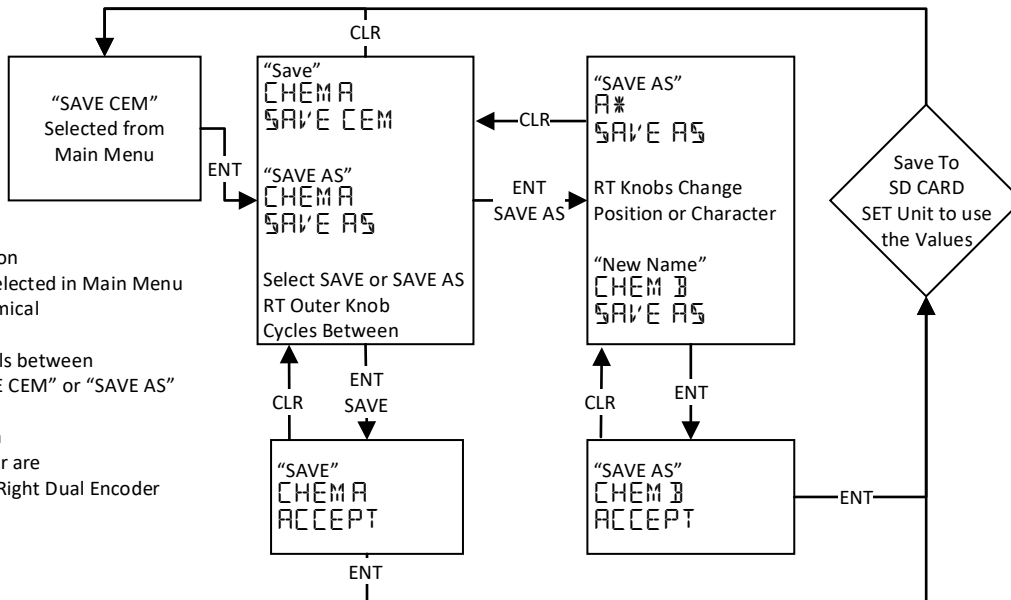 CLR
"SAVE CEM"
Selected from
Main Menu
ENT
"Save"
CHEM A
SAVE CEM
"SAVE AS"
CHEM A
SAVE AS
Select SAVE or SAVE AS
RT Outer Knob
Cycles Between
CLR
ENT
SAVE AS
"SAVE AS"
A*
SAVE AS
RT Knobs Change
Position or Character
"New Name"
CHEM B
SAVE AS
Save To
SD CARD
SET Unit to use
the Values
on
elected in Main Menu
mical
ls between
E CEM" or "SAVE AS"
r are
Right Dual Encoder
CLR
ENT
SAVE
CLR
ENT
"SAVE"
CHEM A
ACCEPT
"SAVE AS"
CHEM B
ACCEPT
ENT
ENT